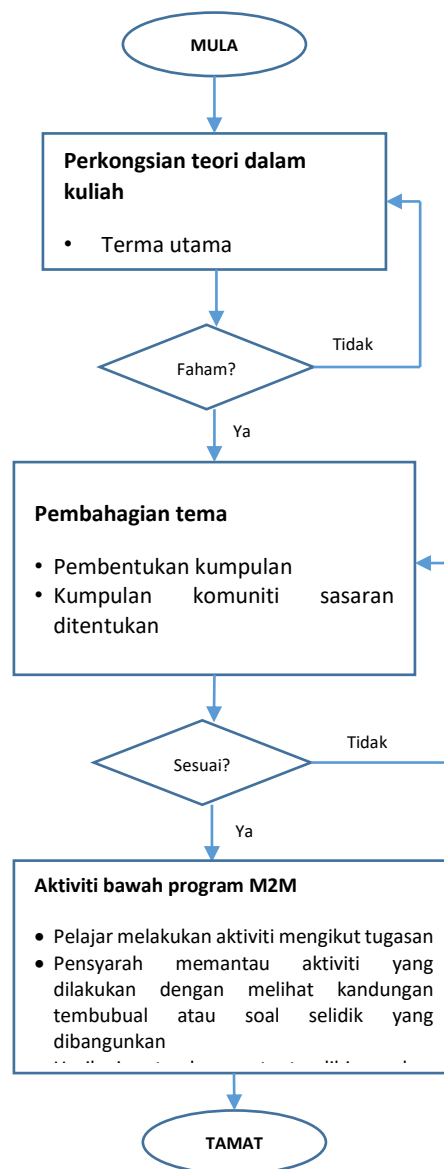 MULA
Perkongsian teori dalam
kuliah
• Terma utama
Faham?
Tidak
Ya
Pembahagian tema
• Pembentukan kumpulan
• Kumpulan komuniti sasaran
ditentukan
Sesuai?
Tidak
Ya
Aktiviti bawah program M2M
• Pelajar melakukan aktiviti mengikut tugasan
• Pensyarah memantau aktiviti yang
dilakukan dengan melihat kandungan
tembubual atau soal selidik yang
dibangunkan
TAMAT